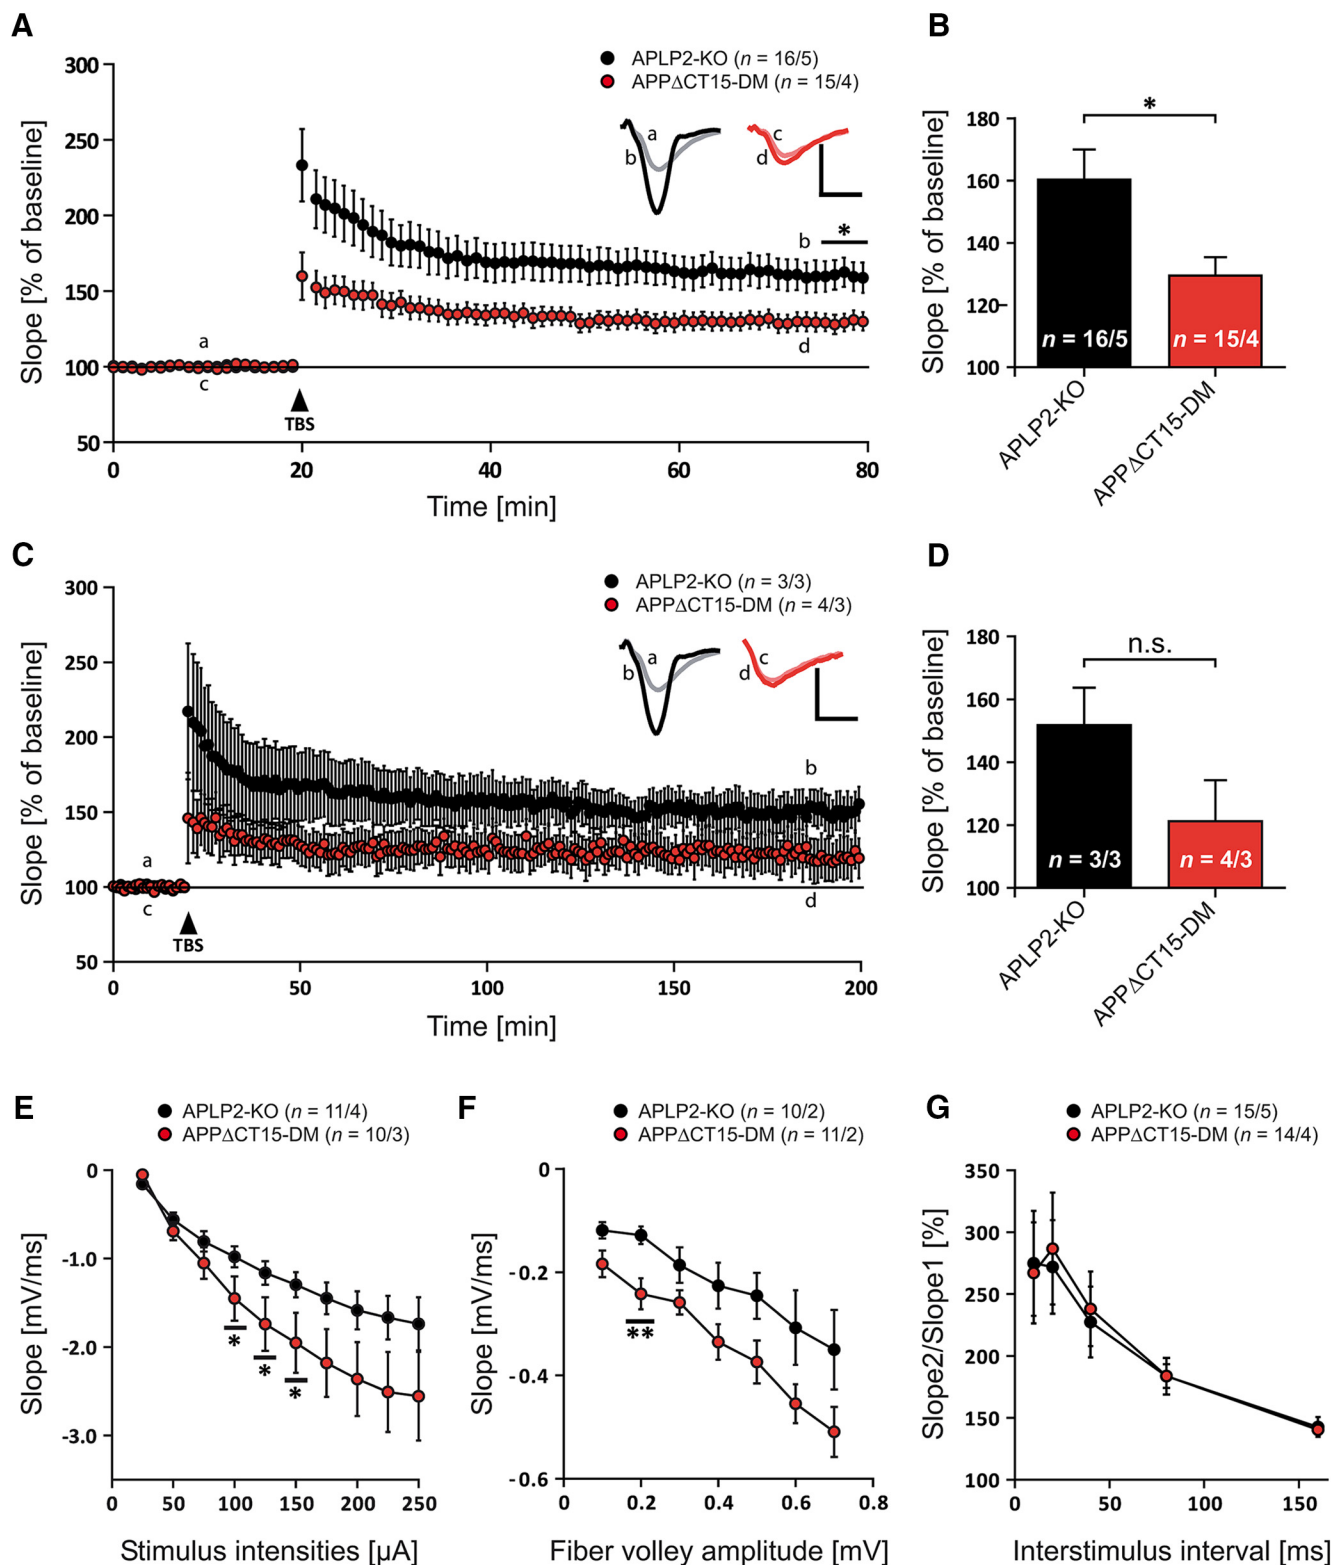 A
APLP2-KO (n = 16/5)
APPΔCT15-DM (n = 15/4)
Slope [% of baseline]
300
250
200
150
100
50
a
b
c
d
b
*
a
c
d
TBS
0
20
40
60
80
Time [min]
B
Slope [% of baseline]
180
160
140
120
100
*
n = 16/5
n = 15/4
APLP2-KO
APPΔCT15-DM
C
APLP2-KO (n = 3/3)
APPΔCT15-DM (n = 4/3)
Slope [% of baseline]
300
250
200
150
100
50
a
b
c
d
b
a
c
d
TBS
0
50
100
150
200
Time [min]
D
Slope [% of baseline]
180
160
140
120
100
n.s.
n = 3/3
n = 4/3
APLP2-KO
APPΔCT15-DM
E
APLP2-KO (n = 11/4)
APPΔCT15-DM (n = 10/3)
Slope [mV/ms]
0
-1.0
-2.0
-3.0
*
*
*
0
50
100
150
200
250
Stimulus intensities [µA]
F
APLP2-KO (n = 10/2)
APPΔCT15-DM (n = 11/2)
Slope [mV/ms]
0
-0.2
-0.4
-0.6
**
0
0.2
0.4
0.6
0.8
Fiber volley amplitude [mV]
G
APLP2-KO (n = 15/5)
APPΔCT15-DM (n = 14/4)
Slope2/Slope1 [%]
350
300
250
200
150
100
0
50
100
150
Interstimulus interval [ms]